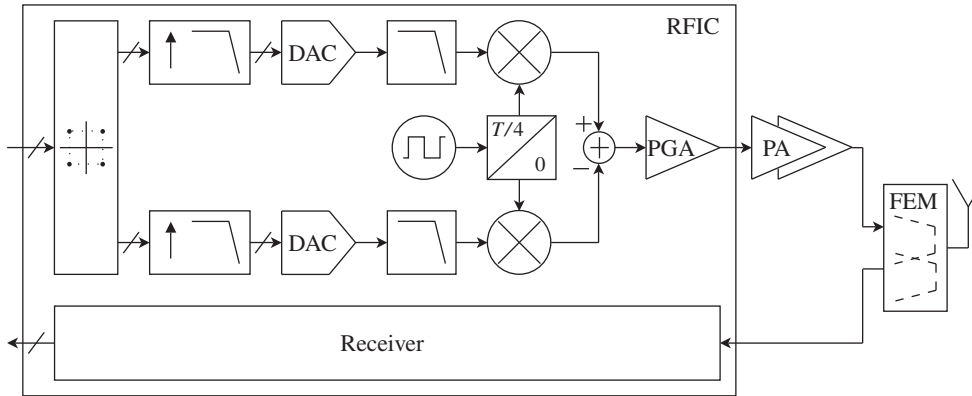 RFIC
DAC
T/4
0
+
−
PGA
PA
FEM
DAC
Receiver